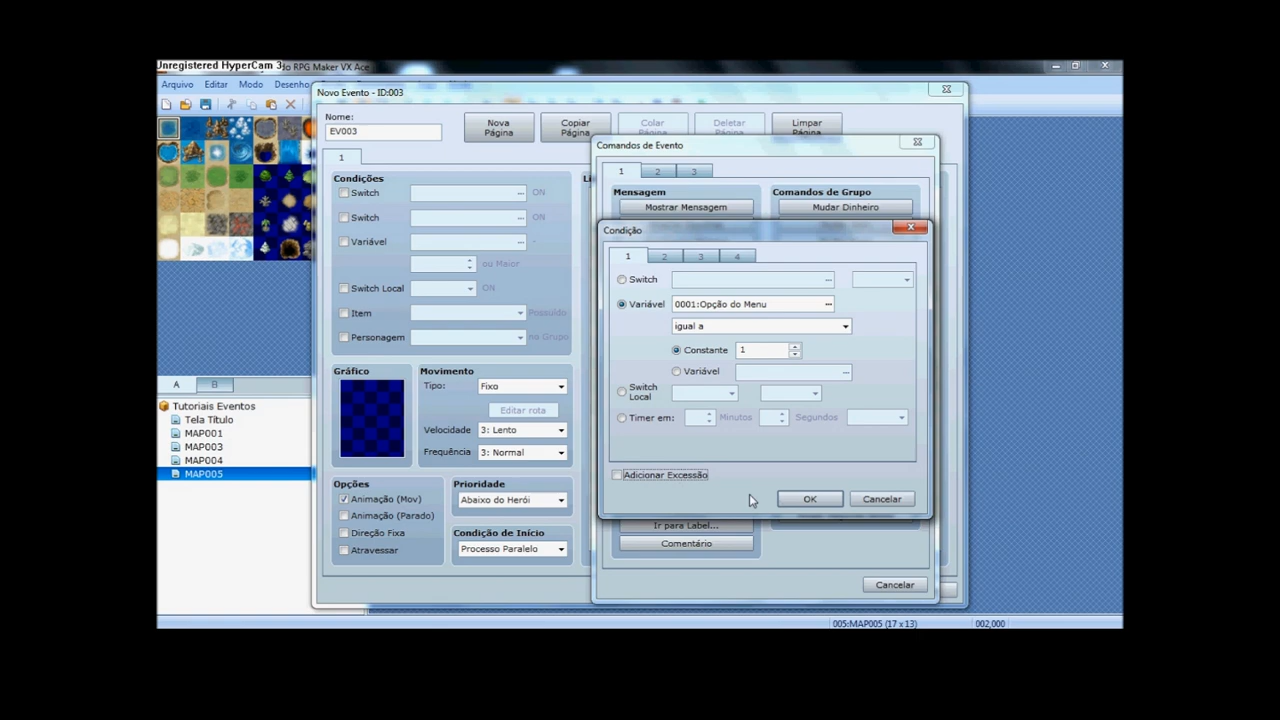 Unregistered HyperCam 3
do RPG Maker VX Ace
Arquivo Editar Modo Desenho
Novo Evento - ID:003
Nome:
EV003
Nova Página
Copiar Página
Colar Página
Deletar Página
Limpar Página
1
Condições
Switch ... ON
Switch ... ON
Variável ... -
ou Maior
Switch Local ON
Item Possuído
Personagem no Grupo
Gráfico
Movimento
Tipo: Fixo
Editar rota
Velocidade 3: Lento
Frequência 3: Normal
Opções
Animação (Mov)
Animação (Parado)
Direção Fixa
Atravessar
Prioridade
Abaixo do Herói
Condição de Início
Processo Paralelo
Comandos de Evento
1 2 3
Mensagem
Mostrar Mensagem
Comandos de Grupo
Mudar Dinheiro
Condição
1 2 3 4
Switch ...
Variável 0001:Opção do Menu ...
igual a
Constante 1
Variável ...
Switch Local
Timer em: Minutos Segundos
Adicionar Excessão
OK Cancelar
Ir para Label...
Comentário
Cancelar
A B
Tutoriais Eventos
Tela Título
MAP001
MAP003
MAP004
MAP005
005:MAP005 (17 x 13) 002,000